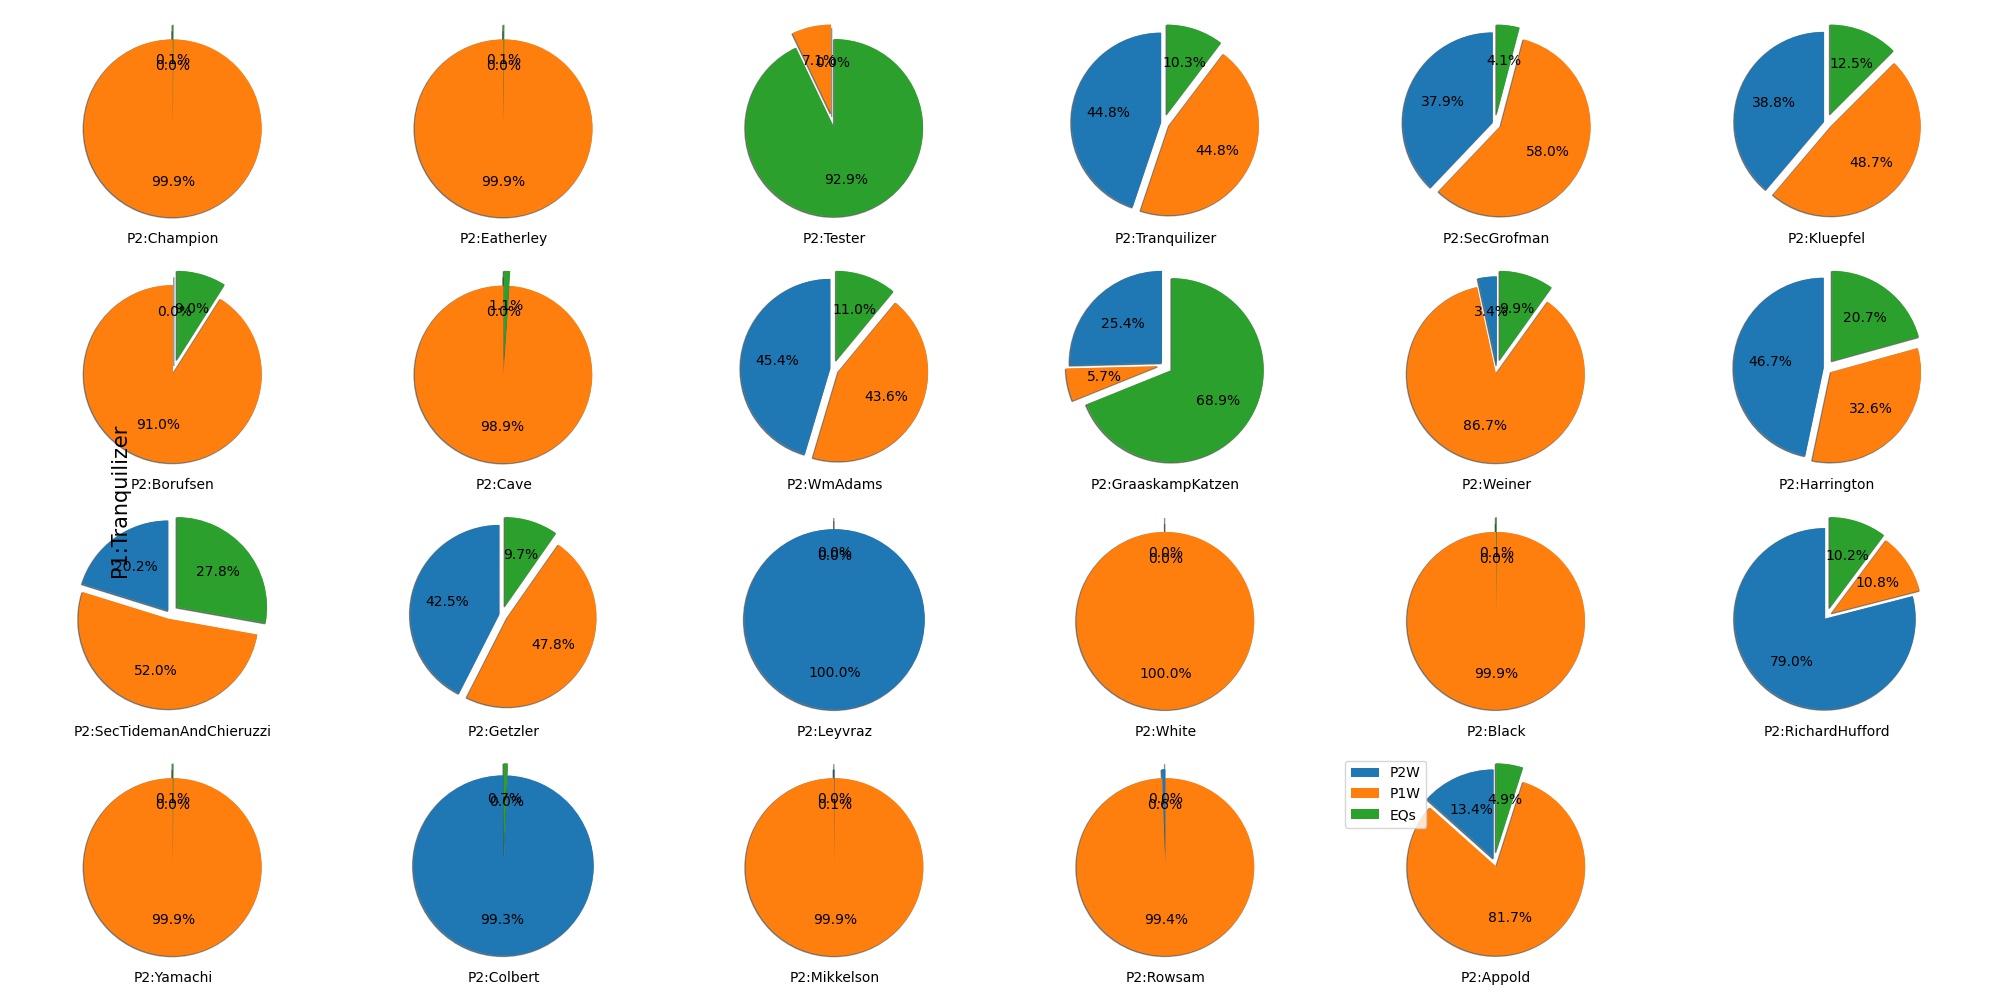 0.1%
0.0%
99.9%
P2:Champion
0.1%
0.0%
99.9%
P2:Eatherley
7.1%
0.0%
92.9%
P2:Tester
10.3%
44.8%
44.8%
P2:Tranquilizer
4.1%
37.9%
58.0%
P2:SecGrofman
12.5%
38.8%
48.7%
P2:Kluepfel
0.0%
9.0%
91.0%
P2:Borufsen
1.1%
0.0%
98.9%
P2:Cave
11.0%
45.4%
43.6%
P2:WmAdams
25.4%
5.7%
68.9%
P2:GraaskampKatzen
3.4%
9.9%
86.7%
P2:Weiner
20.7%
46.7%
32.6%
P2:Harrington
P1:Tranquilizer
20.2%
27.8%
52.0%
P2:SecTidemanAndChieruzzi
9.7%
42.5%
47.8%
P2:Getzler
0.0%
0.0%
100.0%
P2:Leyvraz
0.0%
0.0%
100.0%
P2:White
0.1%
0.0%
99.9%
P2:Black
10.2%
10.8%
79.0%
P2:RichardHufford
0.1%
0.0%
99.9%
P2:Yamachi
0.7%
0.0%
99.3%
P2:Colbert
0.0%
0.1%
99.9%
P2:Mikkelson
0.0%
0.6%
99.4%
P2:Rowsam
P2W
P1W
EQs
4.9%
13.4%
81.7%
P2:Appold